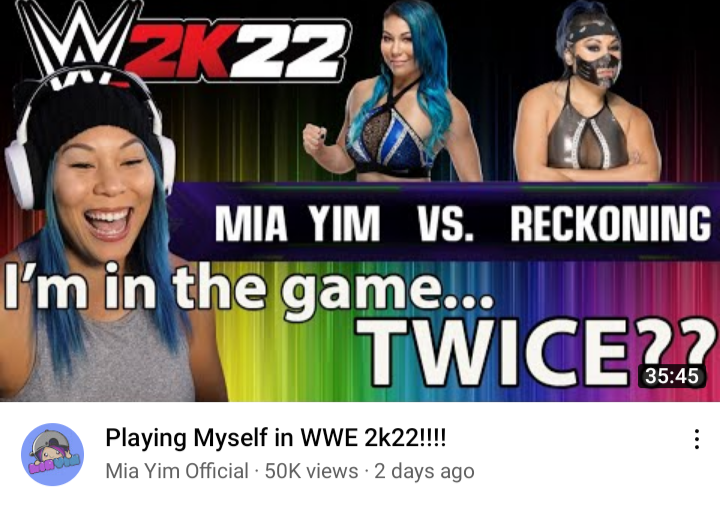 W2K22
MIA YIM VS. RECKONING
I'm in the game...
TWICE??
35:45
Playing Myself in WWE 2k22!!!!
Mia Yim Official · 50K views · 2 days ago